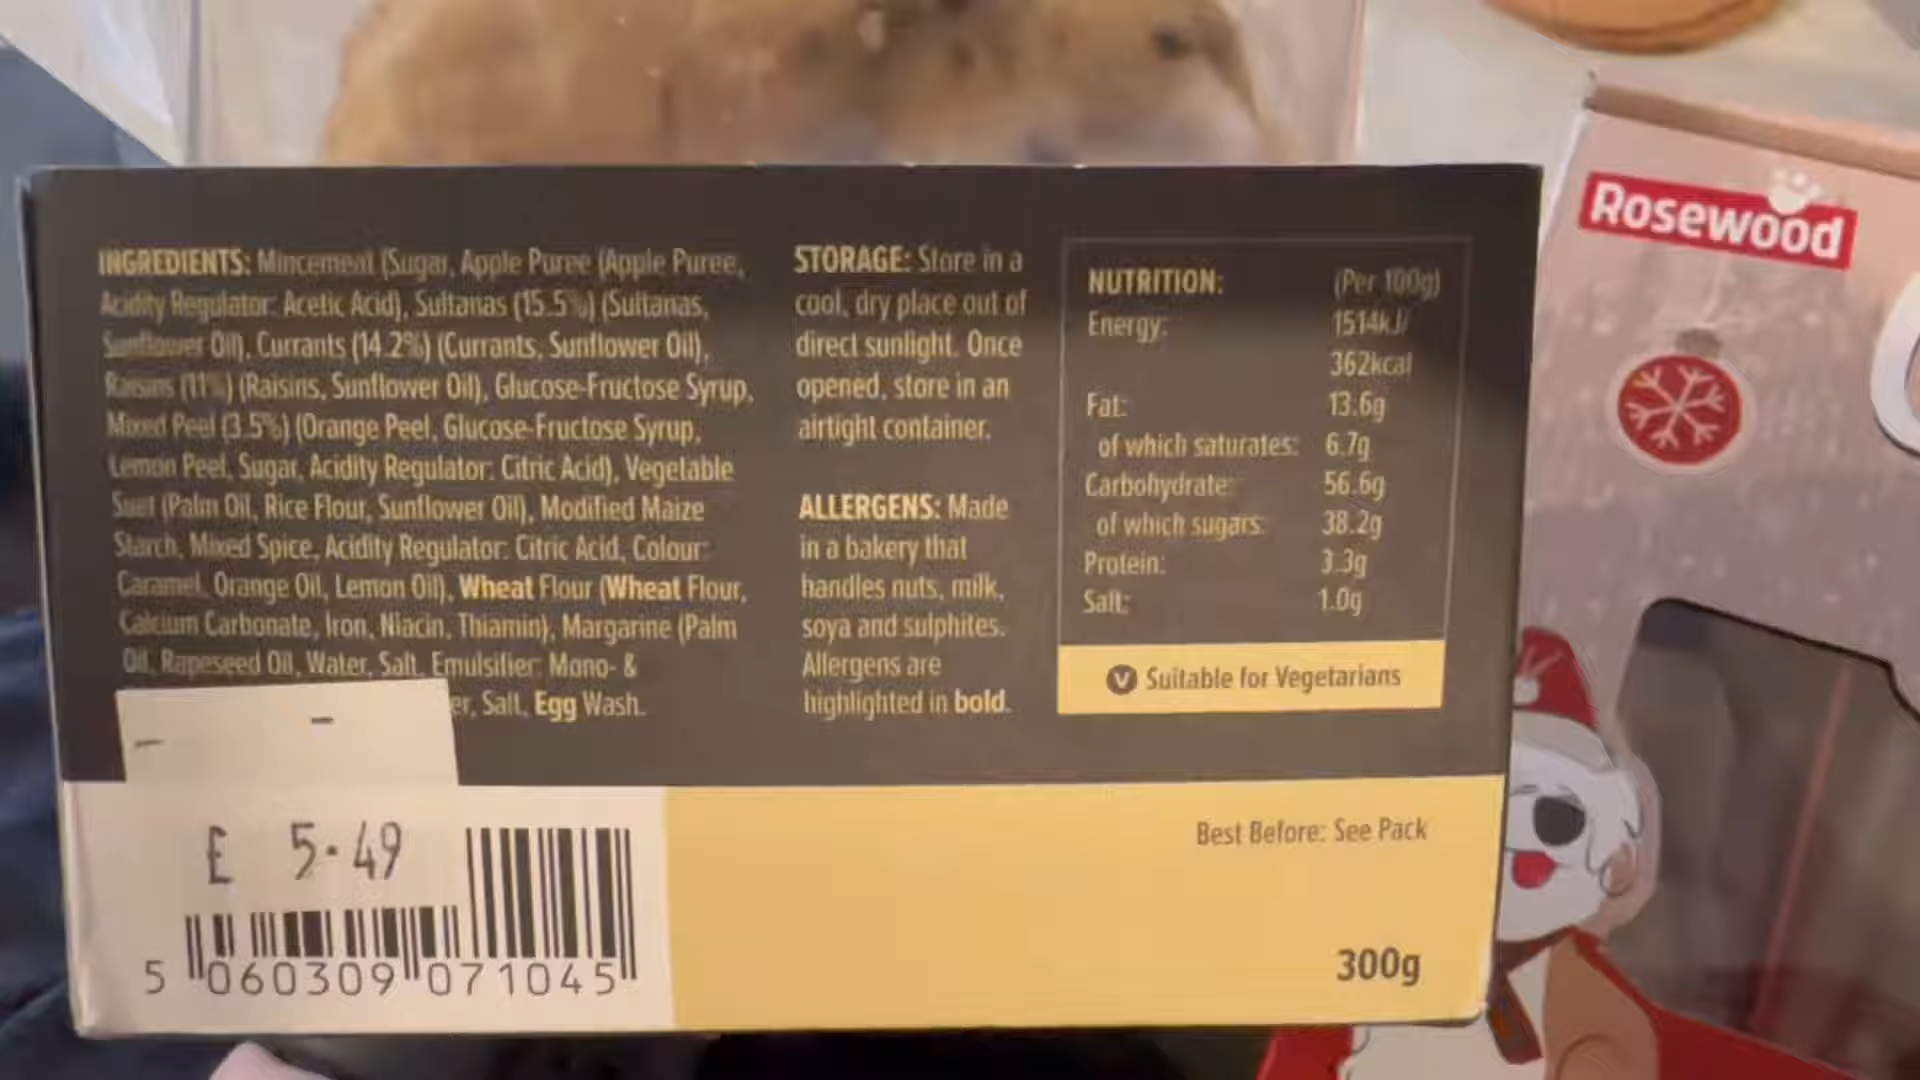 INGREDIENTS: Mincemeat (Sugar, Apple Puree (Apple Puree,
Acidity Regulator: Acetic Acid), Sultanas (15.5%) (Sultanas,
Sunflower Oil), Currants (14.2%) (Currants, Sunflower Oil),
Raisins (11%) (Raisins, Sunflower Oil), Glucose-Fructose Syrup,
Mixed Peel (3.5%) (Orange Peel, Glucose-Fructose Syrup,
Lemon Peel, Sugar, Acidity Regulator: Citric Acid), Vegetable
Suet (Palm Oil, Rice Flour, Sunflower Oil), Modified Maize
Starch, Mixed Spice, Acidity Regulator: Citric Acid, Colour:
Caramel, Orange Oil, Lemon Oil), Wheat Flour (Wheat Flour,
Calcium Carbonate, Iron, Niacin, Thiamin), Margarine (Palm
Oil, Rapeseed Oil, Water, Salt, Emulsifier: Mono- &
er, Salt, Egg Wash.
STORAGE: Store in a
cool, dry place out of
direct sunlight. Once
opened, store in an
airtight container.
ALLERGENS: Made
in a bakery that
handles nuts, milk,
soya and sulphites.
Allergens are
highlighted in bold.
NUTRITION: (Per 100g)
Energy: 1514kJ/
362kcal
Fat: 13.6g
of which saturates: 6.7g
Carbohydrate: 56.6g
of which sugars: 38.2g
Protein: 3.3g
Salt: 1.0g
V Suitable for Vegetarians
£ 5.49
5 060309 071045
Best Before: See Pack
300g
Rosewood